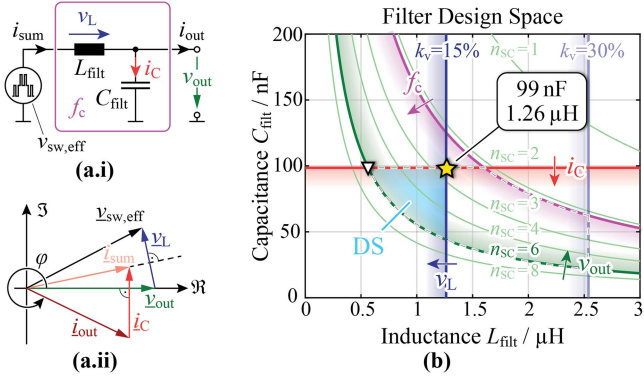 i_sum
v_L
i_out
L_filt
i_C
v_out
C_filt
f_c
v_sw,eff
(a.i)
ℑ
v_sw,eff
v_L
φ
i_sum
v_out
ℜ
i_out
i_C
(a.ii)
Filter Design Space
k_v=15%
k_v=30%
n_SC=1
f_c
99 nF
1.26 µH
n_SC=2
i_C
n_SC=3
DS
n_SC=4
n_SC=6
n_SC=8
v_L
v_out
Capacitance C_filt / nF
200
150
100
50
0
0 0.5 1 1.5 2 2.5 3
Inductance L_filt / µH
(b)